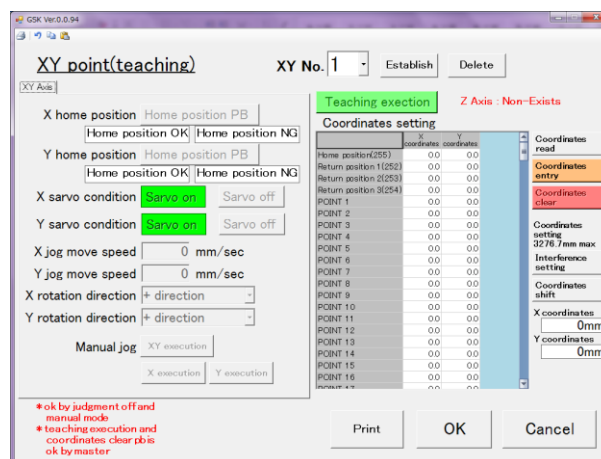 GSK Ver.0.0.94
XY point(teaching)
XY No. 1
Establish
Delete
XY Axis
Teaching exection
Z Axis : Non-Exists
X home position Home position PB
Home position OK Home position NG
Y home position Home position PB
Home position OK Home position NG
X sarvo condition Sarvo on Sarvo off
Y sarvo condition Sarvo on Sarvo off
X jog move speed 0 mm/sec
Y jog move speed 0 mm/sec
X rotation direction + direction
Y rotation direction + direction
Manual jog XY execution
X execution Y execution
Coordinates setting
X coordinates Y coordinates
Home position(255) 0.0 0.0
Return position 1(252) 0.0 0.0
Return position 2(253) 0.0 0.0
Return position 3(254) 0.0 0.0
POINT 1 0.0 0.0
POINT 2 0.0 0.0
POINT 3 0.0 0.0
POINT 4 0.0 0.0
POINT 5 0.0 0.0
POINT 6 0.0 0.0
POINT 7 0.0 0.0
POINT 8 0.0 0.0
POINT 9 0.0 0.0
POINT 10 0.0 0.0
POINT 11 0.0 0.0
POINT 12 0.0 0.0
POINT 13 0.0 0.0
POINT 14 0.0 0.0
POINT 15 0.0 0.0
POINT 16 0.0 0.0
POINT 17 0.0 0.0
Coordinates
read
Coordinates
entry
Coordinates
clear
Coordinates
setting
3276.7mm max
Interference
setting
Coordinates
shift
X coordinates
0mm
Y coordinates
0mm
*ok by judgment off and
manual mode
*teaching execution and
coordinates clear pb is
ok by master
Print
OK
Cancel